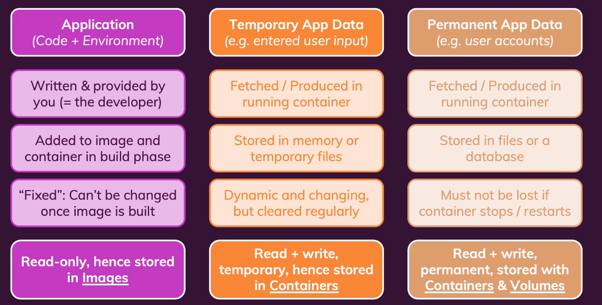 Application
(Code + Environment)
Written & provided by
you (= the developer)
Added to image and
container in build phase
“Fixed”: Can’t be changed
once image is built
Read-only, hence stored
in Images
Temporary App Data
(e.g. entered user input)
Fetched / Produced in
running container
Stored in memory or
temporary files
Dynamic and changing,
but cleared regularly
Read + write,
temporary, hence stored
in Containers
Permanent App Data
(e.g. user accounts)
Fetched / Produced in
running container
Stored in files or a
database
Must not be lost if
container stops / restarts
Read + write,
permanent, stored with
Containers & Volumes